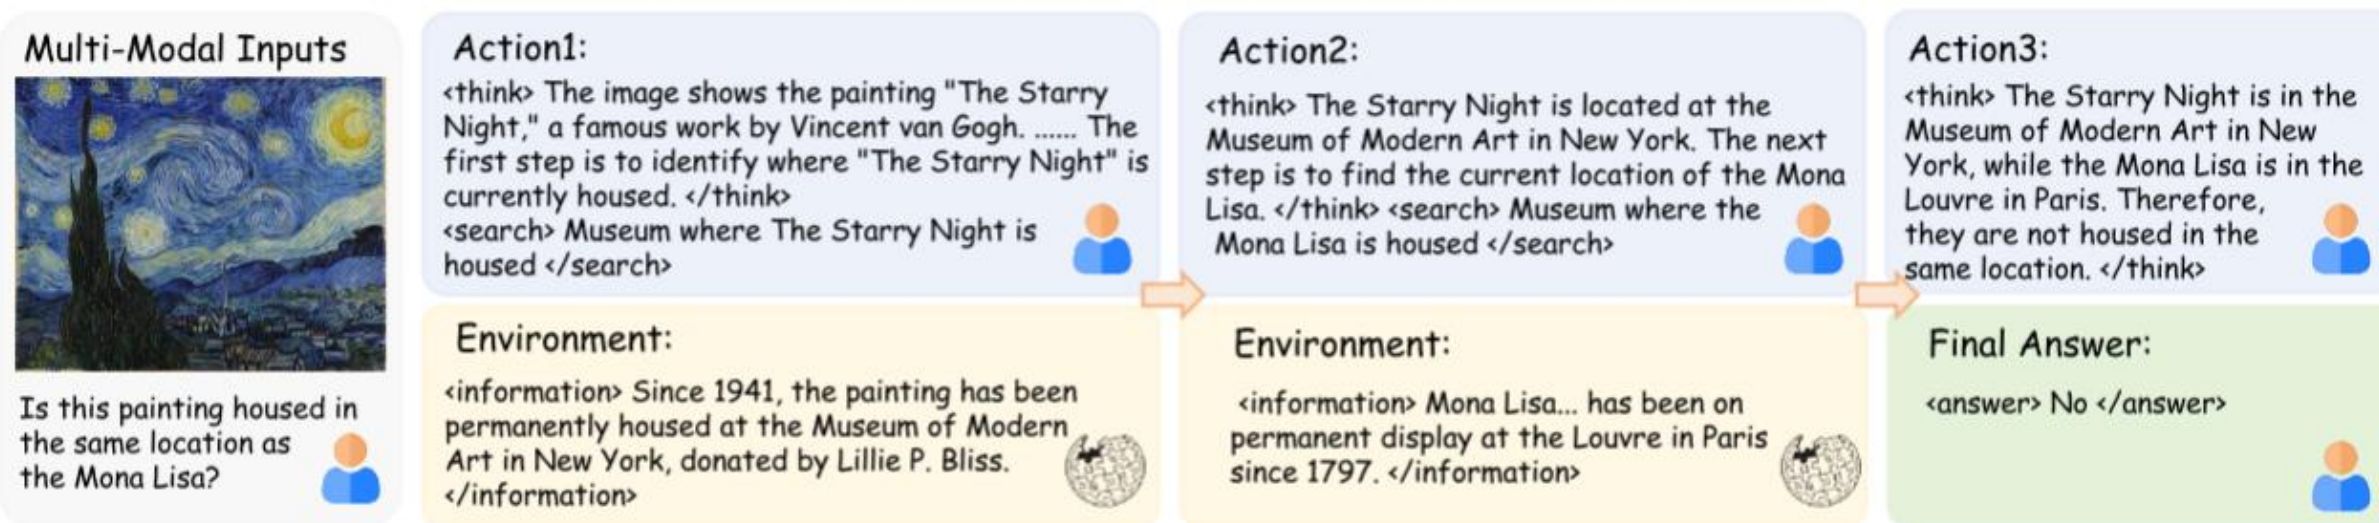 Multi-Modal Inputs
Is this painting housed in
the same location as
the Mona Lisa?
Action1:
<think> The image shows the painting "The Starry
Night," a famous work by Vincent van Gogh. ...... The
first step is to identify where "The Starry Night" is
currently housed. </think>
<search> Museum where The Starry Night is
housed </search>
Environment:
<information> Since 1941, the painting has been
permanently housed at the Museum of Modern
Art in New York, donated by Lillie P. Bliss.
</information>
Action2:
<think> The Starry Night is located at the
Museum of Modern Art in New York. The next
step is to find the current location of the Mona
Lisa. </think> <search> Museum where the
Mona Lisa is housed </search>
Environment:
<information> Mona Lisa... has been on
permanent display at the Louvre in Paris
since 1797. </information>
Action3:
<think> The Starry Night is in the
Museum of Modern Art in New
York, while the Mona Lisa is in the
Louvre in Paris. Therefore,
they are not housed in the
same location. </think>
Final Answer:
<answer> No </answer>